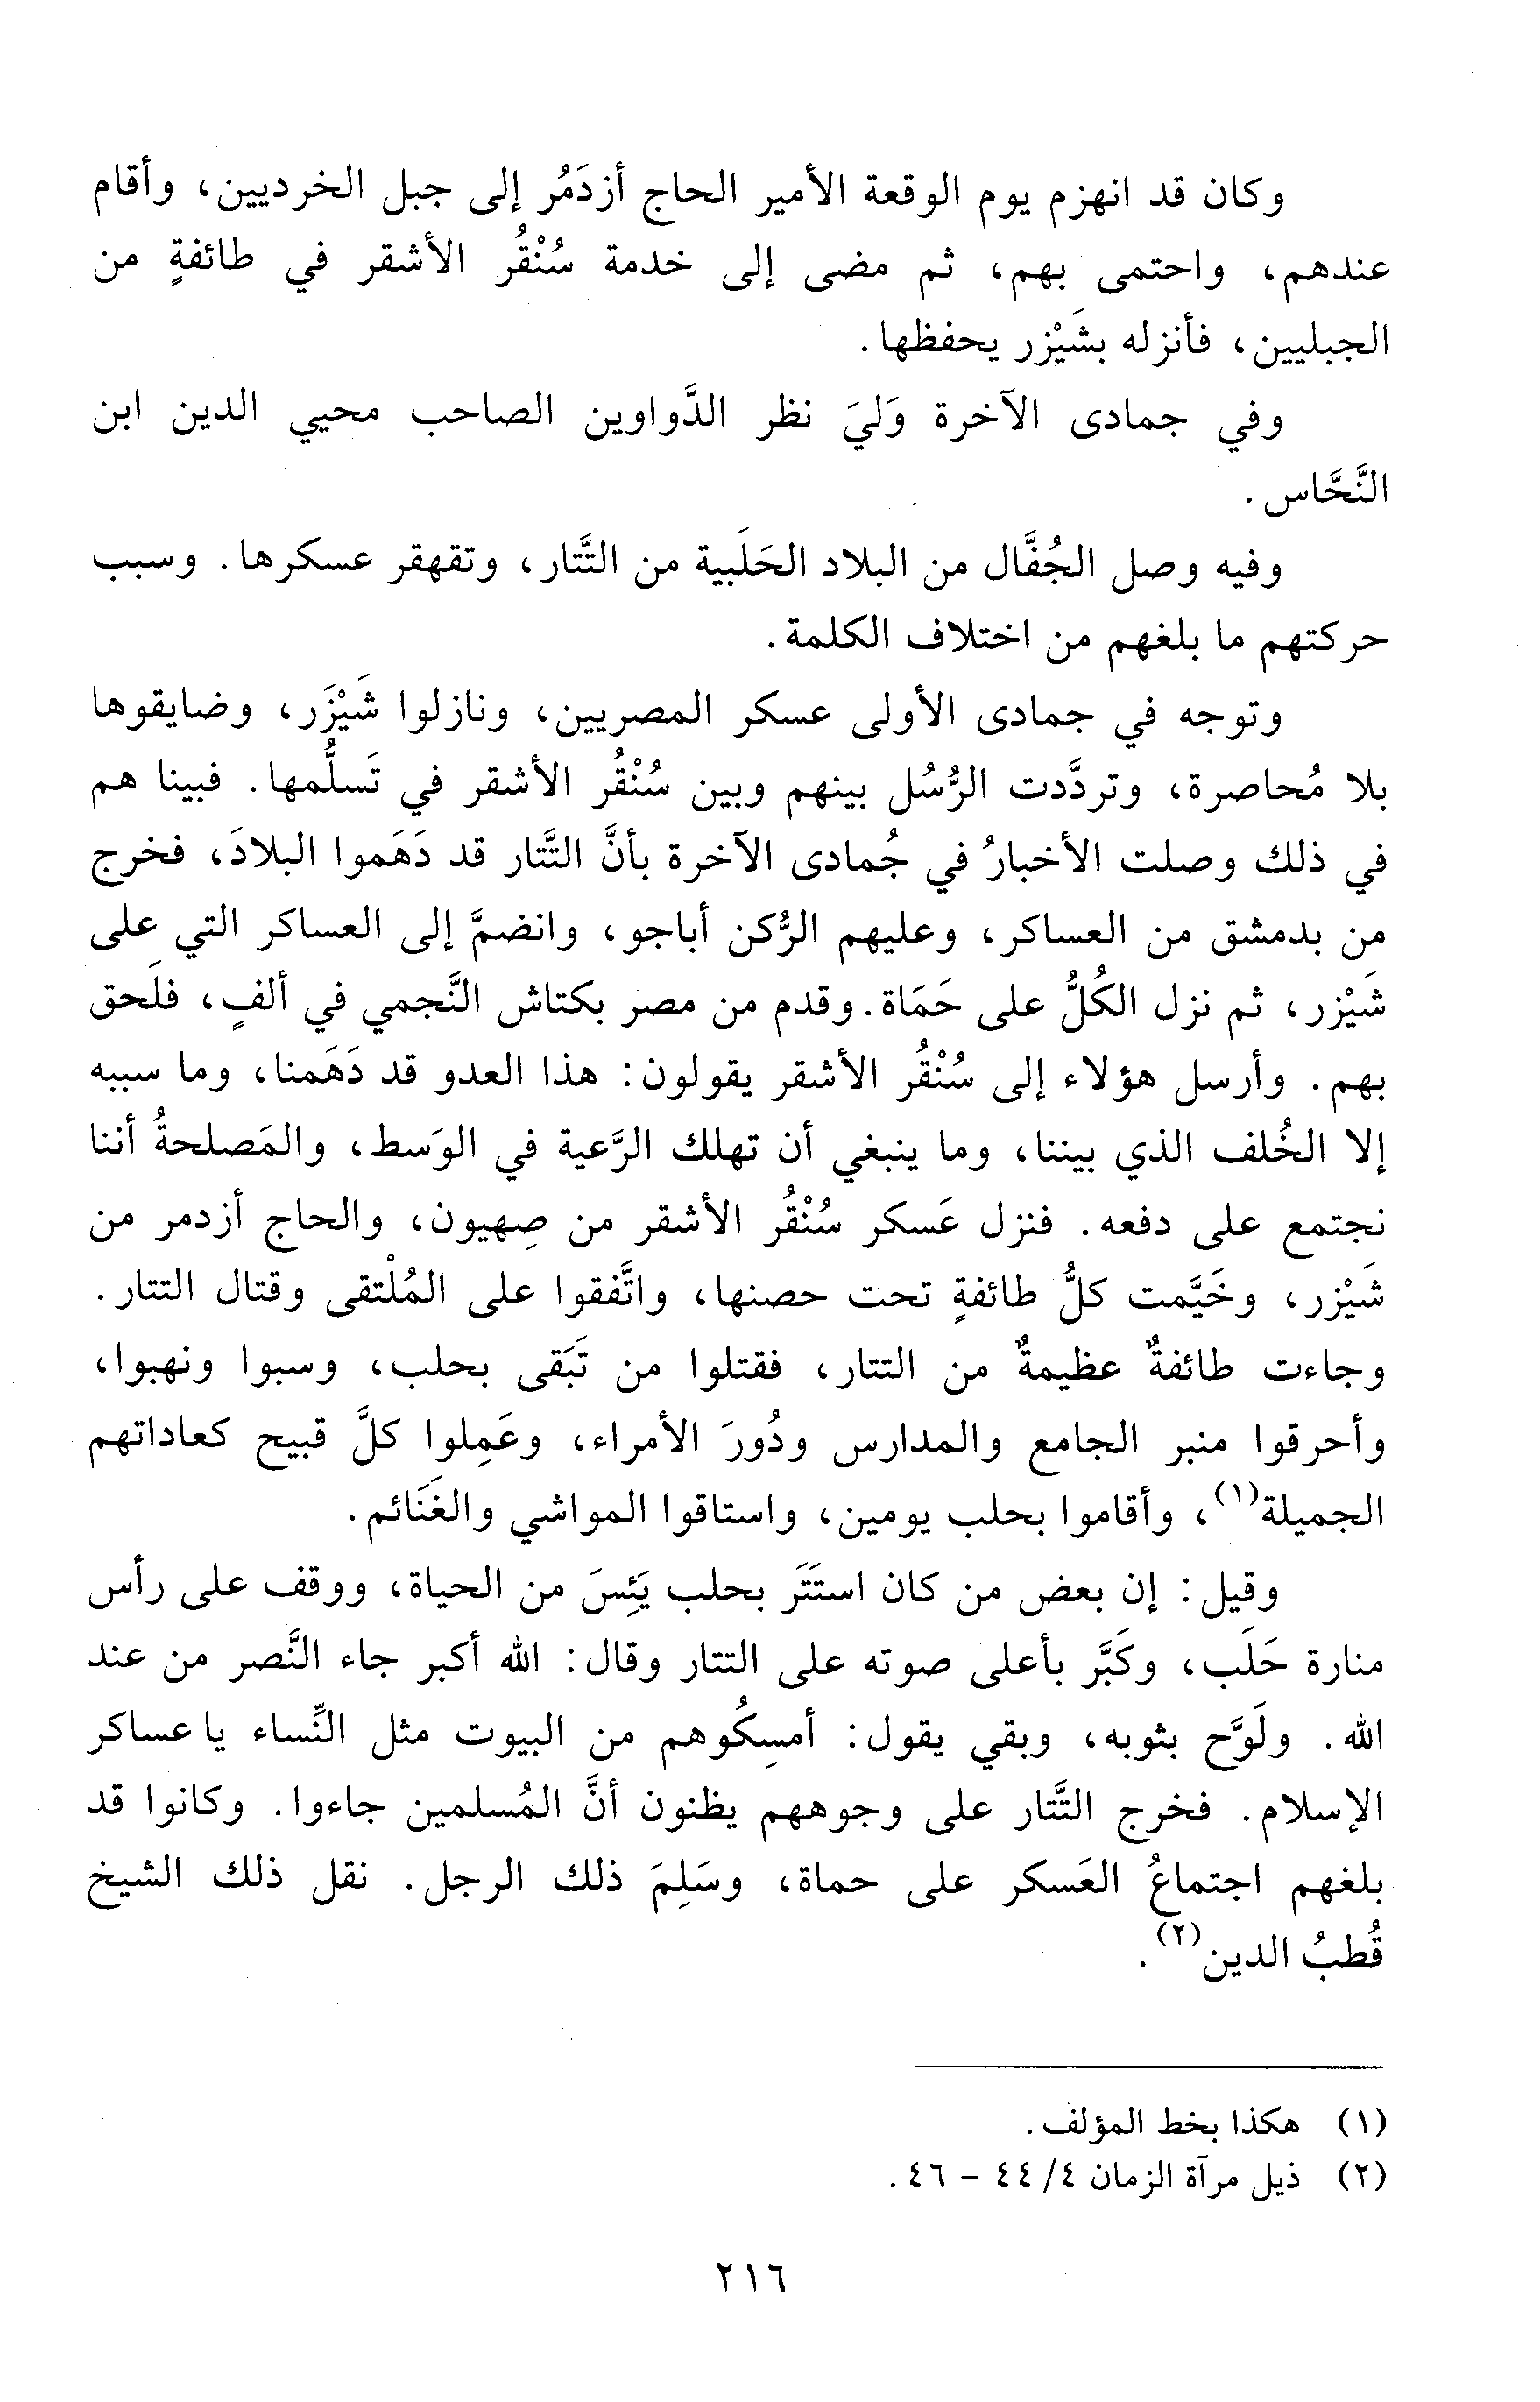 وكان قد انهزم يوم الوقعة الأمير الحاج أزدَمُر إلى جبل الخرديين، وأقام
عندهم، واحتمى بهم، ثم مضى إلى خدمة سُنْقُر الأشقر في طائفةٍ من
الجبليين، فأنزله بشَيْزر يحفظها.
وفي جمادى الآخرة وَليَ نظر الدَّواوين الصاحب محيي الدين ابن
النَّحَّاس.
وفيه وصل الجُفَّال من البلاد الحَلَبية من التَّتار، وتقهقر عسكرها. وسبب
حركتهم ما بلغهم من اختلاف الكلمة.
وتوجه في جمادى الأولى عسكر المصريين، ونازلوا شَيْزَر، وضايقوها
بلا مُحاصرة، وتردَّدت الرُّسُل بينهم وبين سُنْقُر الأشقر في تَسلُّمها. فبينا هم
في ذلك وصلت الأخبارُ في جُمادى الآخرة بأنَّ التَّتار قد دَهَموا البلادَ، فخرج
من بدمشق من العساكر، وعليهم الرُّكن أباجو، وانضمَّ إلى العساكر التي على
شَيْزر، ثم نزل الكُلُّ على حَمَاة. وقدم من مصر بكتاش النَّجمي في ألفٍ، فلَحق
بهم. وأرسل هؤلاء إلى سُنْقُر الأشقر يقولون: هذا العدو قد دَهَمنا، وما سببه
إلا الخُلف الذي بيننا، وما ينبغي أن تهلك الرَّعية في الوَسط، والمَصلحةُ أننا
نجتمع على دفعه. فنزل عَسكر سُنْقُر الأشقر من صِهيون، والحاج أزدمر من
شَيْزر، وخَيَّمت كلُّ طائفةٍ تحت حصنها، واتَّفقوا على المُلْتقى وقتال التتار.
وجاءت طائفةٌ عظيمةٌ من التتار، فقتلوا من تَبَقى بحلب، وسبوا ونهبوا،
وأحرقوا منبر الجامع والمدارس ودُورَ الأمراء، وعَمِلوا كلَّ قبيح كعاداتهم
الجميلة(١)، وأقاموا بحلب يومين، واستاقوا المواشي والغَنَائم.
وقيل: إن بعض من كان استَتَر بحلب يَئِسَ من الحياة، ووقف على رأس
منارة حَلَب، وكَبَّر بأعلى صوته على التتار وقال: الله أكبر جاء النَّصر من عند
الله. ولَوَّح بثوبه، وبقي يقول: أمسِكُوهم من البيوت مثل النِّساء يا عساكر
الإسلام. فخرج التَّتار على وجوههم يظنون أنَّ المُسلمين جاءوا. وكانوا قد
بلغهم اجتماعُ العَسكر على حماة، وسَلِمَ ذلك الرجل. نقل ذلك الشيخ
قُطبُ الدين(٢).
(١) هكذا بخط المؤلف.
(٢) ذيل مرآة الزمان ٤/ ٤٤ - ٤٦.
٢١٦